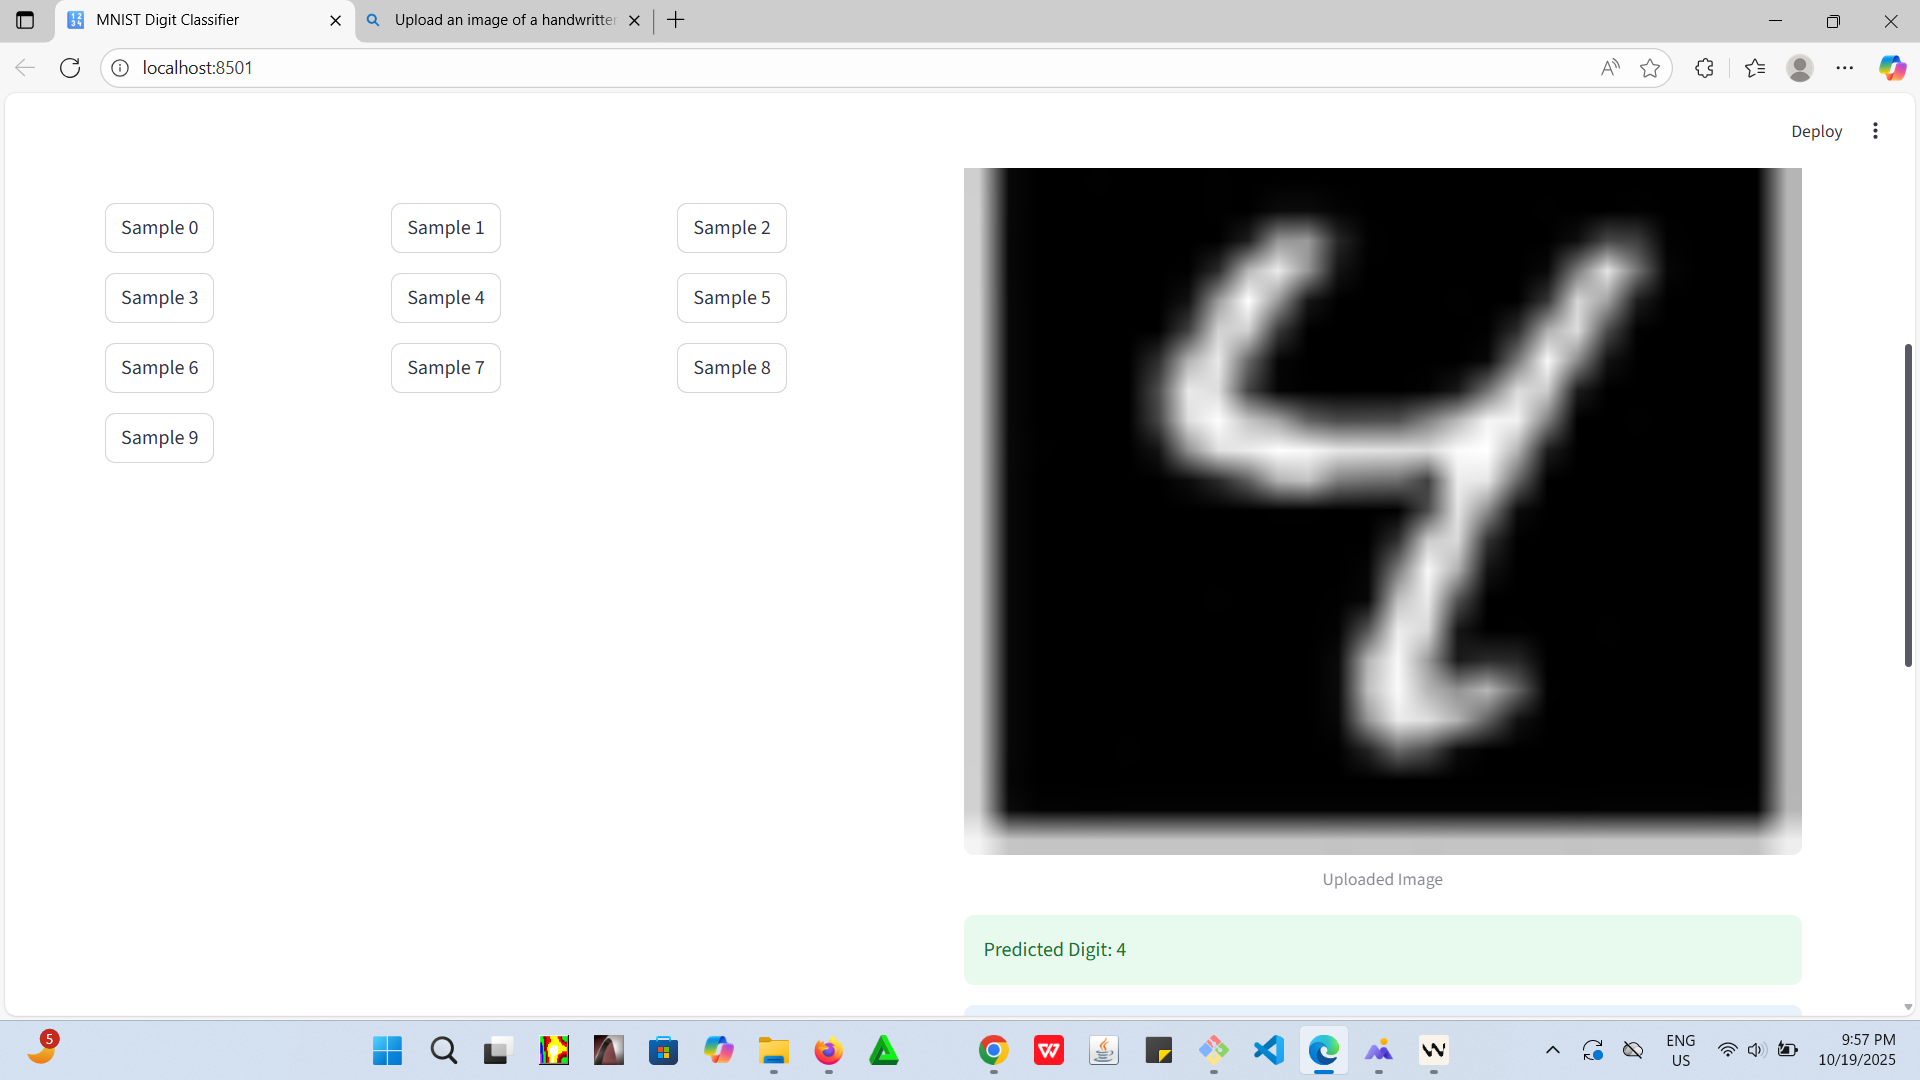 MNIST Digit Classifier
Upload an image of a handwritter
localhost:8501
Deploy
Sample 0 Sample 1 Sample 2
Sample 3 Sample 4 Sample 5
Sample 6 Sample 7 Sample 8
Sample 9
4
Uploaded Image
Predicted Digit: 4
5
ENG
US
9:57 PM
10/19/2025